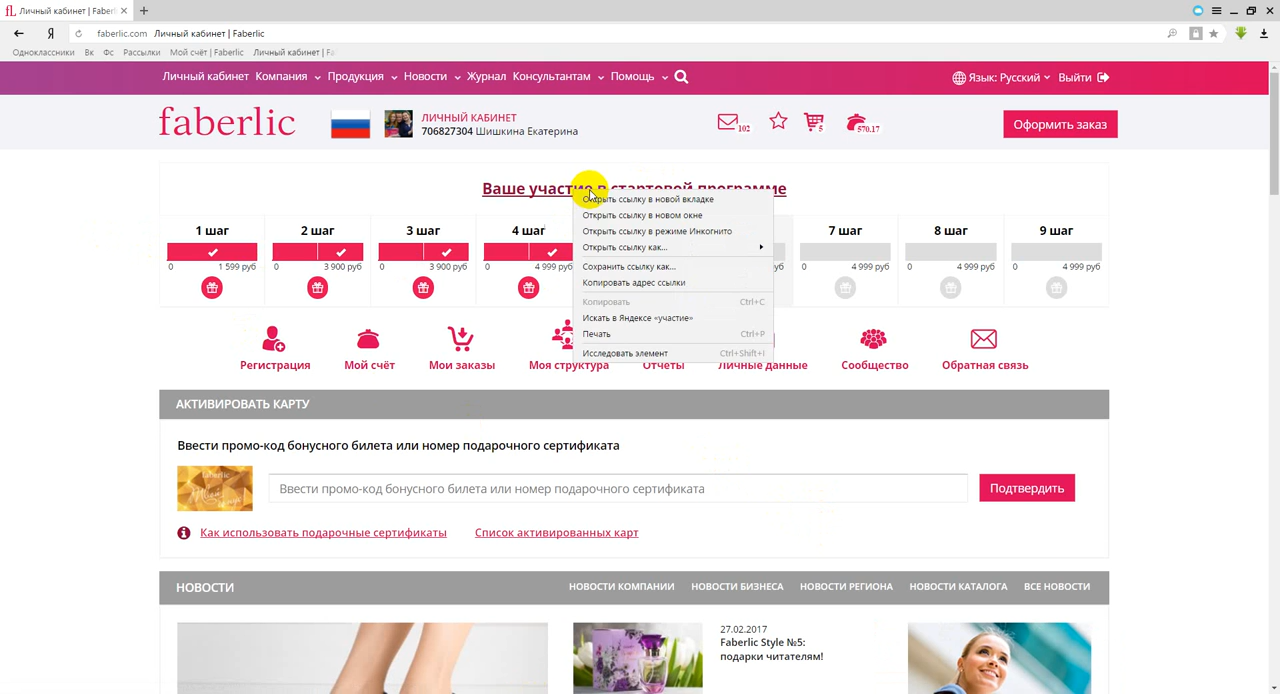 Личный кабинет | Faberl
faberlic.com Личный кабинет | Faberlic
Одноклассники Вк Фс Рассылки Мой счёт | Faberlic Личный кабинет | Fa
Личный кабинет Компания Продукция Новости Журнал Консультантам Помощь Язык: Русский Выйти
faberlic
ЛИЧНЫЙ КАБИНЕТ
706827304 Шишкина Екатерина
102 5 570.17
Оформить заказ
Ваше участие в стартовой программе
Открыть ссылку в новой вкладке
Открыть ссылку в новом окне
Открыть ссылку в режиме Инкогнито
Открыть ссылку как...
Сохранить ссылку как...
Копировать адрес ссылки
Копировать Ctrl+C
Искать в Яндексе «участие»
Печать Ctrl+P
Исследовать элемент Ctrl+Shift+I
1 шаг 2 шаг 3 шаг 4 шаг 7 шаг 8 шаг 9 шаг
0 1 599 руб 0 3 900 руб 0 3 900 руб 0 4 999 руб уб 0 4 999 руб 0 4 999 руб 0 4 999 руб
Регистрация Мой счёт Мои заказы Моя структура Отчеты Личные данные Сообщество Обратная связь
АКТИВИРОВАТЬ КАРТУ
Ввести промо-код бонусного билета или номер подарочного сертификата
faberlic
Ввести промо-код бонусного билета или номер подарочного сертификата
Подтвердить
Как использовать подарочные сертификаты Список активированных карт
НОВОСТИ
НОВОСТИ КОМПАНИИ НОВОСТИ БИЗНЕСА НОВОСТИ РЕГИОНА НОВОСТИ КАТАЛОГА ВСЕ НОВОСТИ
27.02.2017
Faberlic Style №5:
подарки читателям!